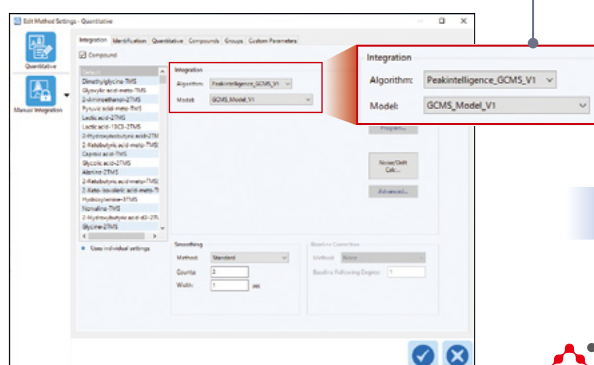 Edit Method Settings - Quantitative
Quantitative
Manual Integration
Integration Identification Quantitative Compounds Groups Custom Parameters
Compound
Default
Dimethylglycine-TMS
Glyoxylic acid-meto-TMS
2-Aminoethanol-2TMS
Pyruvic acid-meto-TMS
Lactic acid-2TMS
Lactic acid-13C3-2TMS
2-Hydroxyisobutyric acid-2TM
2-Ketobutyric acid-meto-TMS
Caproic acid-TMS
Glycolic acid-2TMS
Alanine-2TMS
2-Ketobutyric acid-meto-TMS(
2-Keto-isovaleric acid-meto-T
Hydroxylamine-3TMS
Norvaline-TMS
2-Hydroxybutyric acid-d3-2T
Glycine-2TMS
Uses individual settings
Integration
Algorithm: Peakintelligence_GCMS_V1
Model: GCMS_Model_V1
Program...
Noise/Drift
Calc...
Advanced...
Smoothing
Method: Standard
Counts: 2
Width: 1 sec
Baseline Correction
Method: None
Baseline Following Degree: 1
Integration
Algorithm: Peakintelligence_GCMS_V1
Model: GCMS_Model_V1